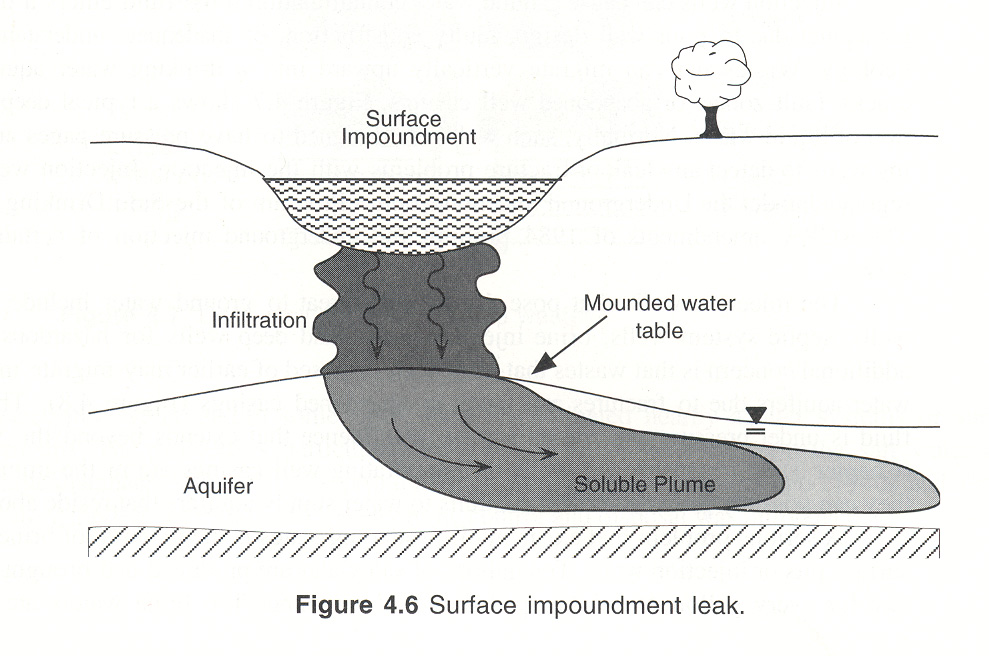 Surface
Impoundment
Infiltration
Mounded water
table
Aquifer
Soluble Plume
Figure 4.6 Surface impoundment leak.